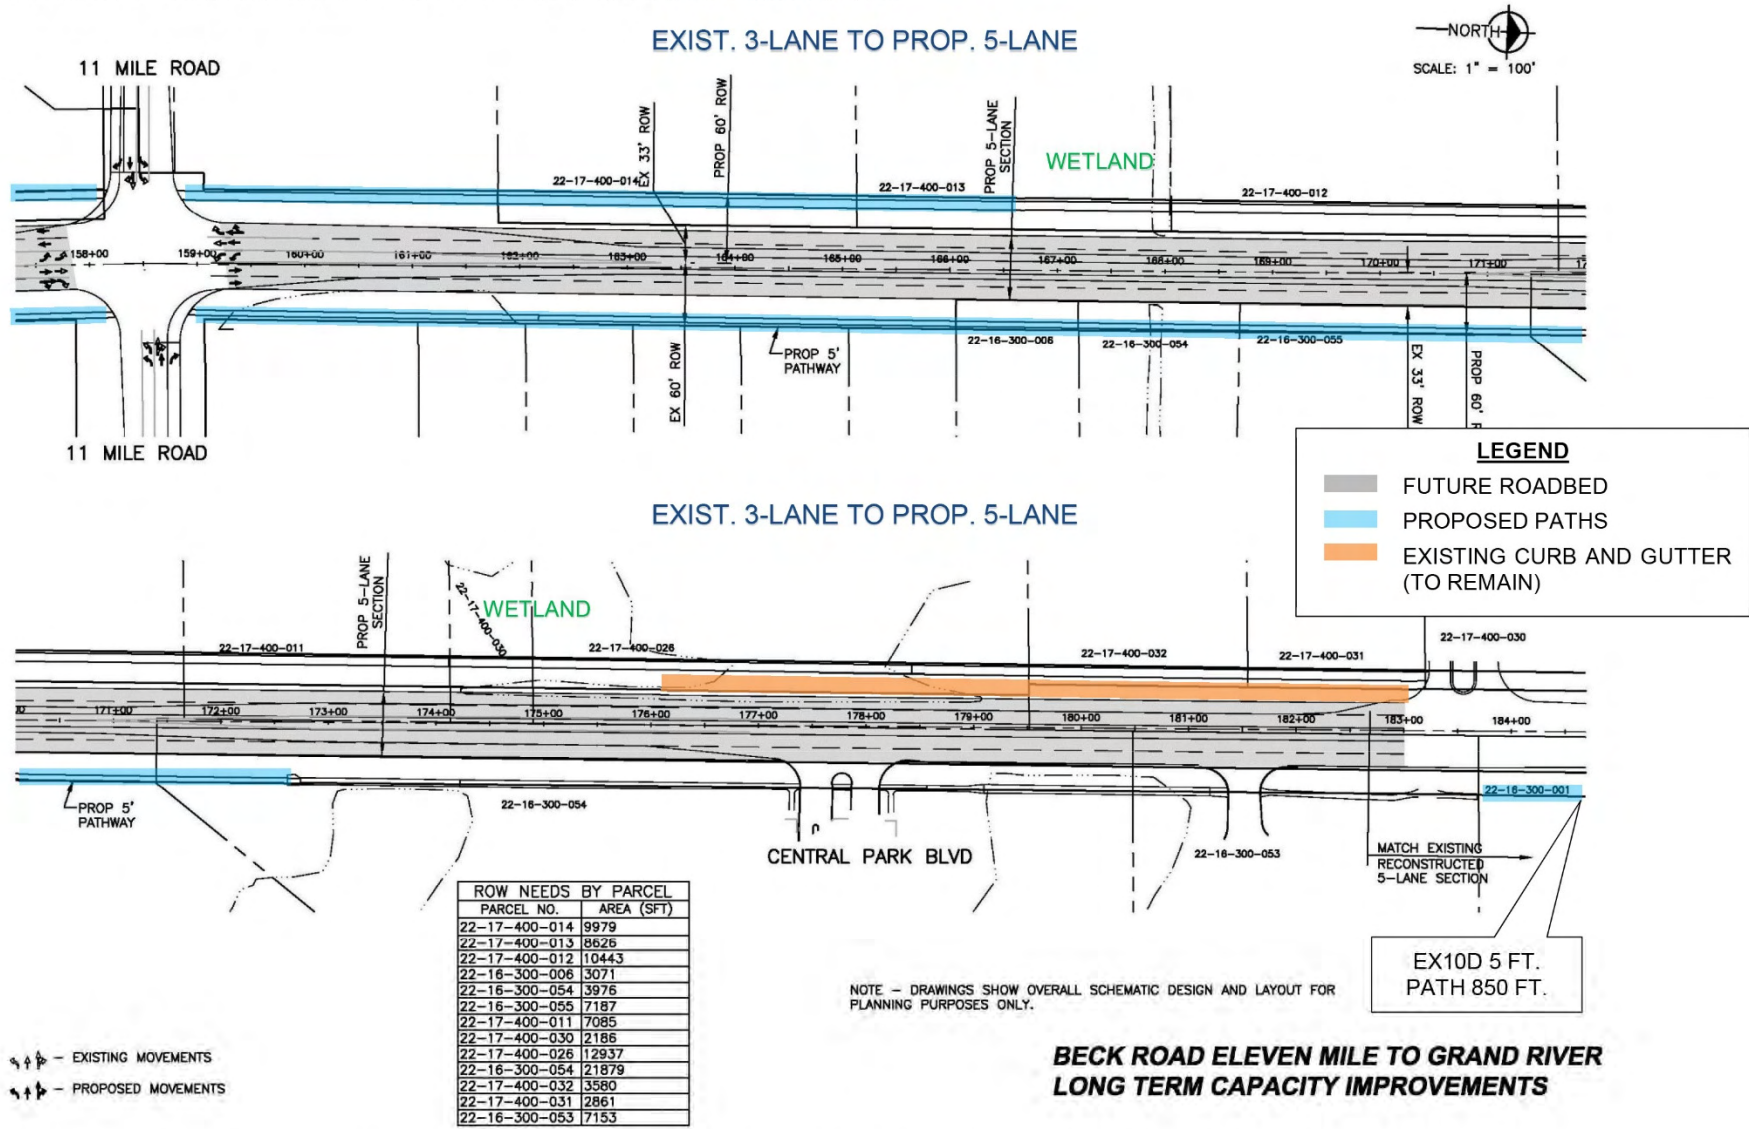 EXIST. 3-LANE TO PROP. 5-LANE
NORTH
SCALE: 1" = 100'
11 MILE ROAD
EX 33' ROW
PROP 60' ROW
PROP 5-LANE
SECTION
WETLAND
22-17-400-014
22-17-400-013
22-17-400-012
158+00
159+00
160+00
161+00
162+00
163+00
164+00
165+00
166+00
167+00
168+00
169+00
170+00
171+00
22-16-300-006
22-16-300-054
22-16-300-055
PROP 5'
PATHWAY
EX 60' ROW
EX 33' ROW
PROP 60'
11 MILE ROAD
LEGEND
FUTURE ROADBED
PROPOSED PATHS
EXISTING CURB AND GUTTER
(TO REMAIN)
EXIST. 3-LANE TO PROP. 5-LANE
PROP 5-LANE
SECTION
22-17-400-030
WETLAND
22-17-400-011
22-17-400-026
22-17-400-032
22-17-400-031
22-17-400-030
171+00
172+00
173+00
174+00
175+00
176+00
177+00
178+00
179+00
180+00
181+00
182+00
183+00
184+00
PROP 5'
PATHWAY
22-16-300-054
CENTRAL PARK BLVD
22-16-300-053
22-16-300-001
MATCH EXISTING
RECONSTRUCTED
5-LANE SECTION
ROW NEEDS BY PARCEL
PARCEL NO. AREA (SFT)
22-17-400-014 9979
22-17-400-013 8626
22-17-400-012 10443
22-16-300-006 3071
22-16-300-054 3976
22-16-300-055 7187
22-17-400-011 7085
22-17-400-030 2186
22-17-400-026 12937
22-16-300-054 21879
22-17-400-032 3580
22-17-400-031 2861
22-16-300-053 7153
EX10D 5 FT.
PATH 850 FT.
NOTE - DRAWINGS SHOW OVERALL SCHEMATIC DESIGN AND LAYOUT FOR
PLANNING PURPOSES ONLY.
- EXISTING MOVEMENTS
- PROPOSED MOVEMENTS
BECK ROAD ELEVEN MILE TO GRAND RIVER
LONG TERM CAPACITY IMPROVEMENTS